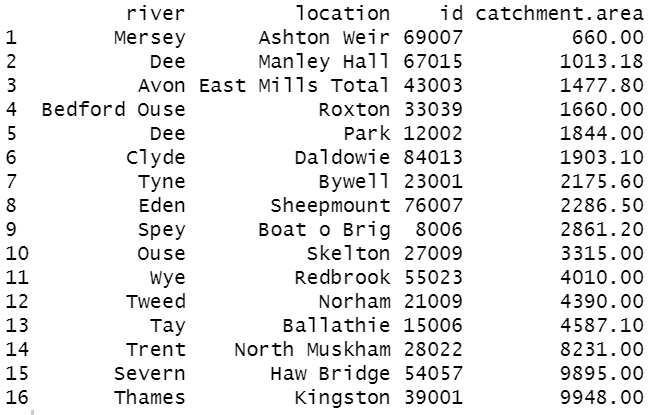 river location id catchment.area
1 Mersey Ashton Weir 69007 660.00
2 Dee Manley Hall 67015 1013.18
3 Avon East Mills Total 43003 1477.80
4 Bedford Ouse Roxton 33039 1660.00
5 Dee Park 12002 1844.00
6 Clyde Daldowie 84013 1903.10
7 Tyne Bywell 23001 2175.60
8 Eden Sheepmount 76007 2286.50
9 Spey Boat o Brig 8006 2861.20
10 Ouse Skelton 27009 3315.00
11 Wye Redbrook 55023 4010.00
12 Tweed Norham 21009 4390.00
13 Tay Ballathie 15006 4587.10
14 Trent North Muskham 28022 8231.00
15 Severn Haw Bridge 54057 9895.00
16 Thames Kingston 39001 9948.00